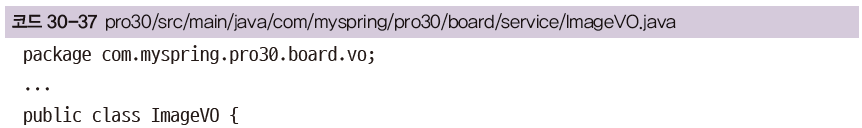 코드 30-37 pro30/src/main/java/com/myspring/pro30/board/service/ImageVO.java
package com.myspring.pro30.board.vo;
...
public class ImageVO {